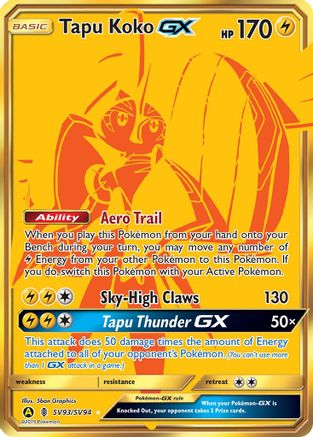 BASIC Tapu Koko GX HP 170
Ability Aero Trail
When you play this Pokémon from your hand onto your
Bench during your turn, you may move any number of
Energy from your other Pokémon to this Pokémon. If
you do, switch this Pokémon with your Active Pokémon.
Sky-High Claws 130
Tapu Thunder GX 50×
This attack does 50 damage times the amount of Energy
attached to all of your opponent's Pokémon. (You can't use more
than 1 GX attack in a game.)
weakness resistance retreat
Illus. 5ban Graphics
A SV93/SV94
©2019 Pokémon
Pokémon-GX rule
When your Pokémon-GX is
Knocked Out, your opponent takes 2 Prize cards.